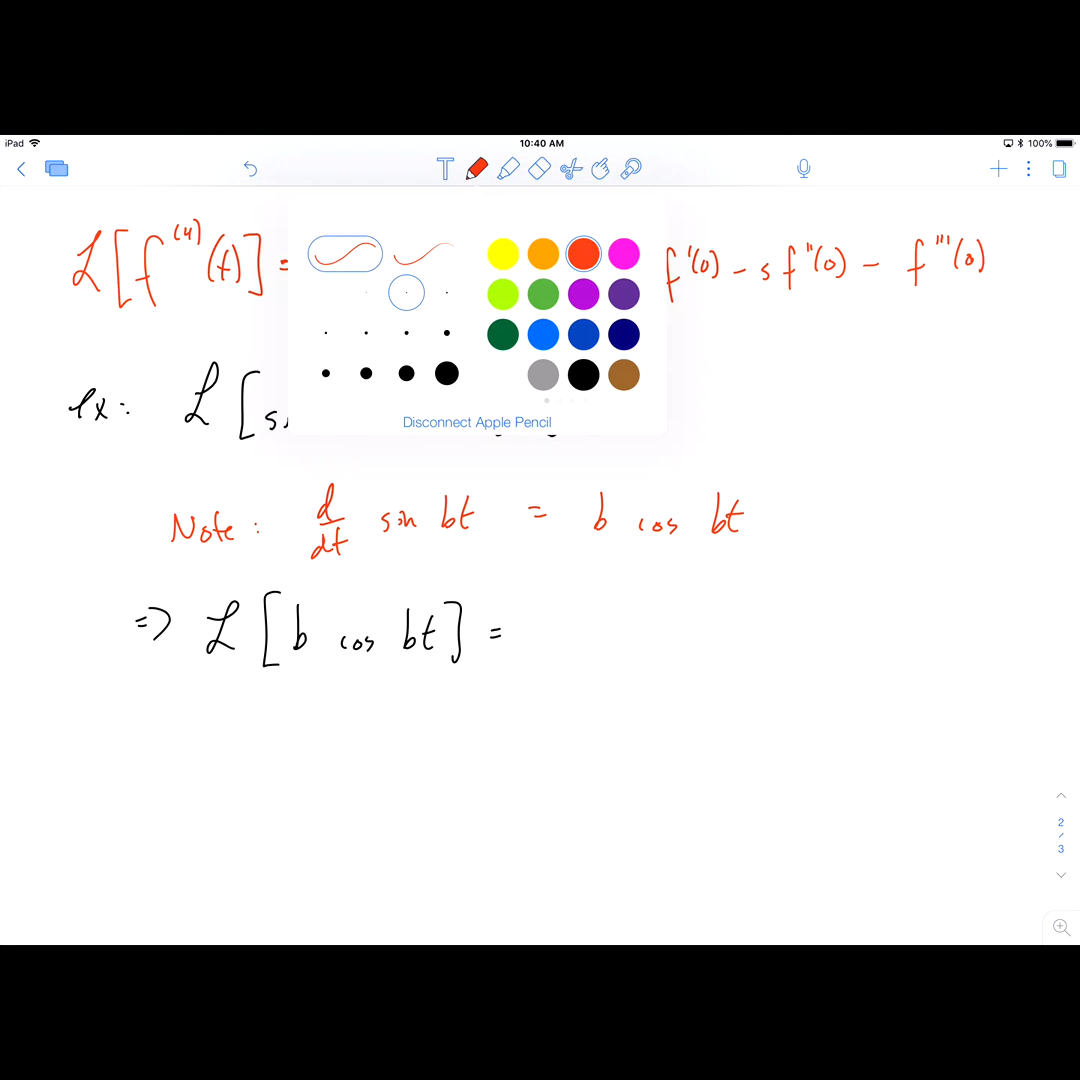 iPad 10:40 AM 100%
T
ℒ[f⁽⁴⁾(t)] = f'(0) - s f''(0) - f'''(0)
Disconnect Apple Pencil
ex: ℒ[s
Note: d/dt sin bt = b cos bt
=> ℒ[b cos bt] =
2
/
3